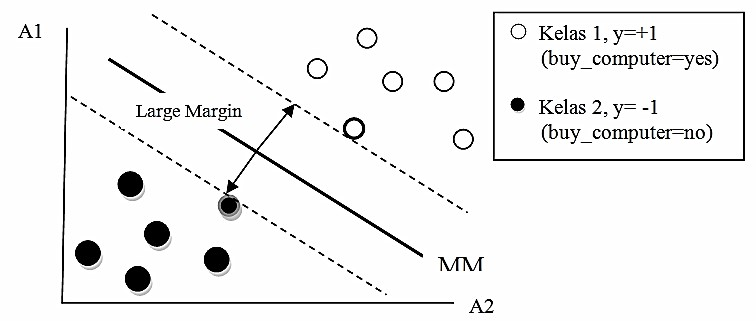 A1
Large Margin
MM
A2
Kelas 1, y=+1
(buy_computer=yes)
Kelas 2, y= -1
(buy_computer=no)